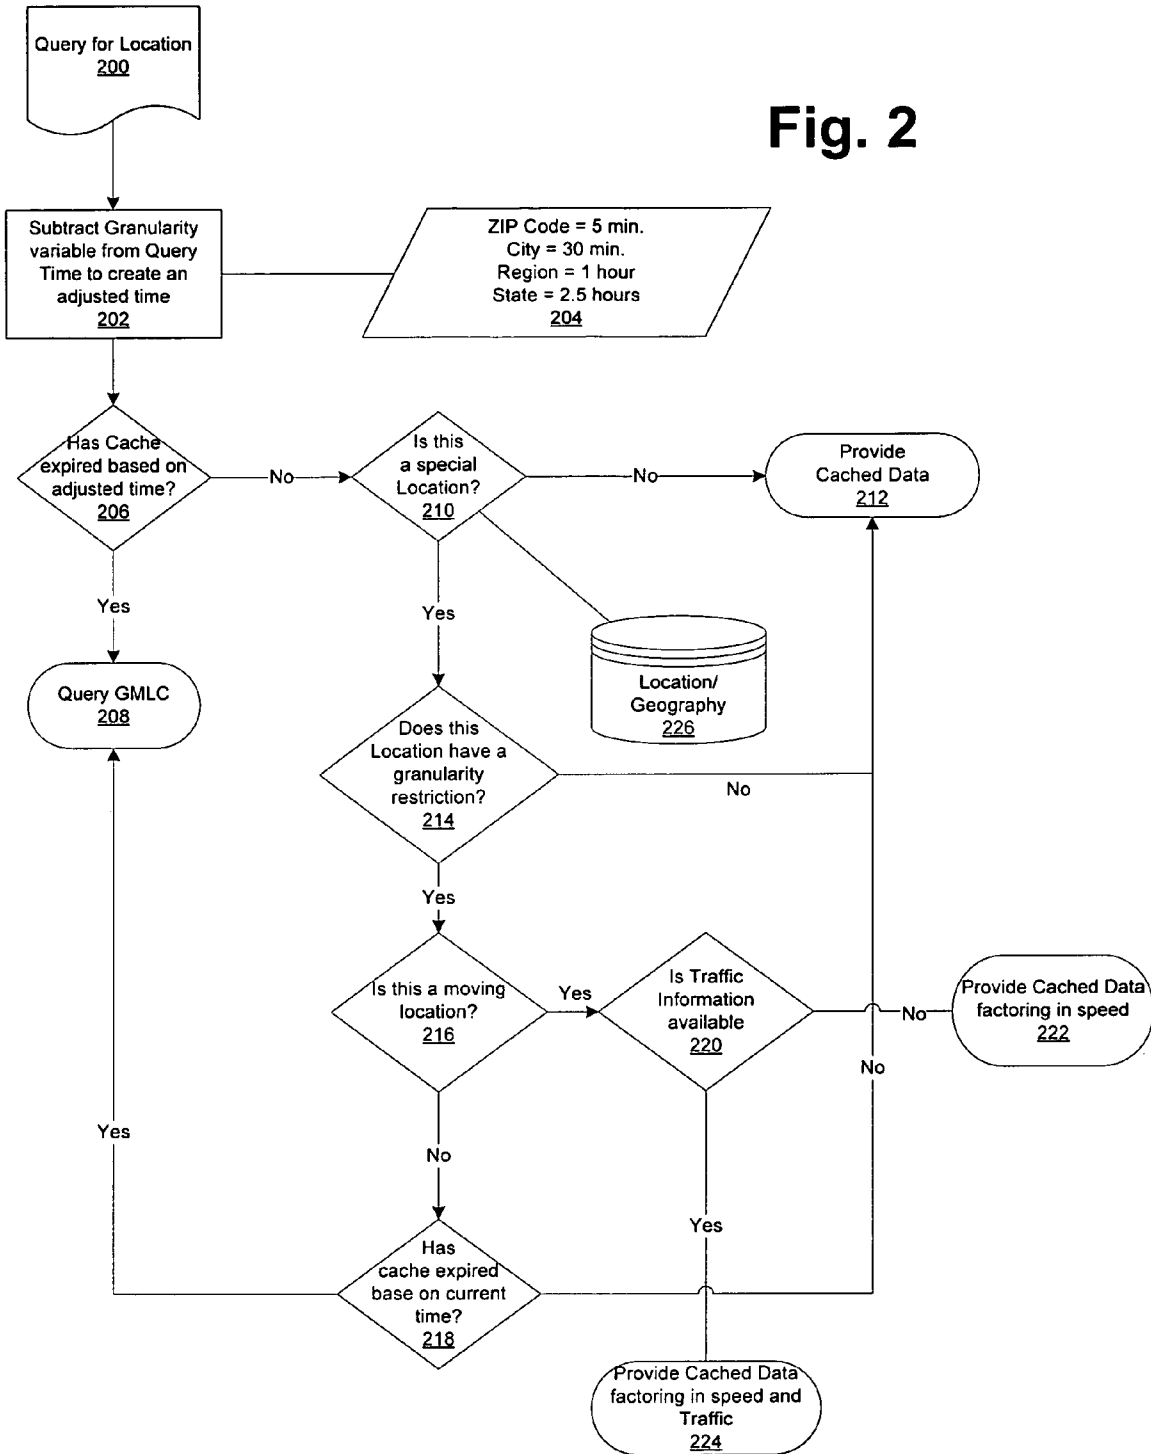 Query for Location
200
Fig. 2
Subtract Granularity
variable from Query
Time to create an
adjusted time
202
ZIP Code = 5 min.
City = 30 min.
Region = 1 hour
State = 2.5 hours
204
Has Cache
expired based on
adjusted time?
206
No
Is this
a special
Location?
210
No
Provide
Cached Data
212
Yes
Yes
Query GMLC
208
Location/
Geography
226
Does this
Location have a
granularity
restriction?
214
No
Yes
Is this a moving
location?
216
Yes
Is Traffic
Information
available
220
No
Provide Cached Data
factoring in speed
222
No
Yes
No
Yes
Has
cache expired
base on current
time?
218
Provide Cached Data
factoring in speed and
Traffic
224